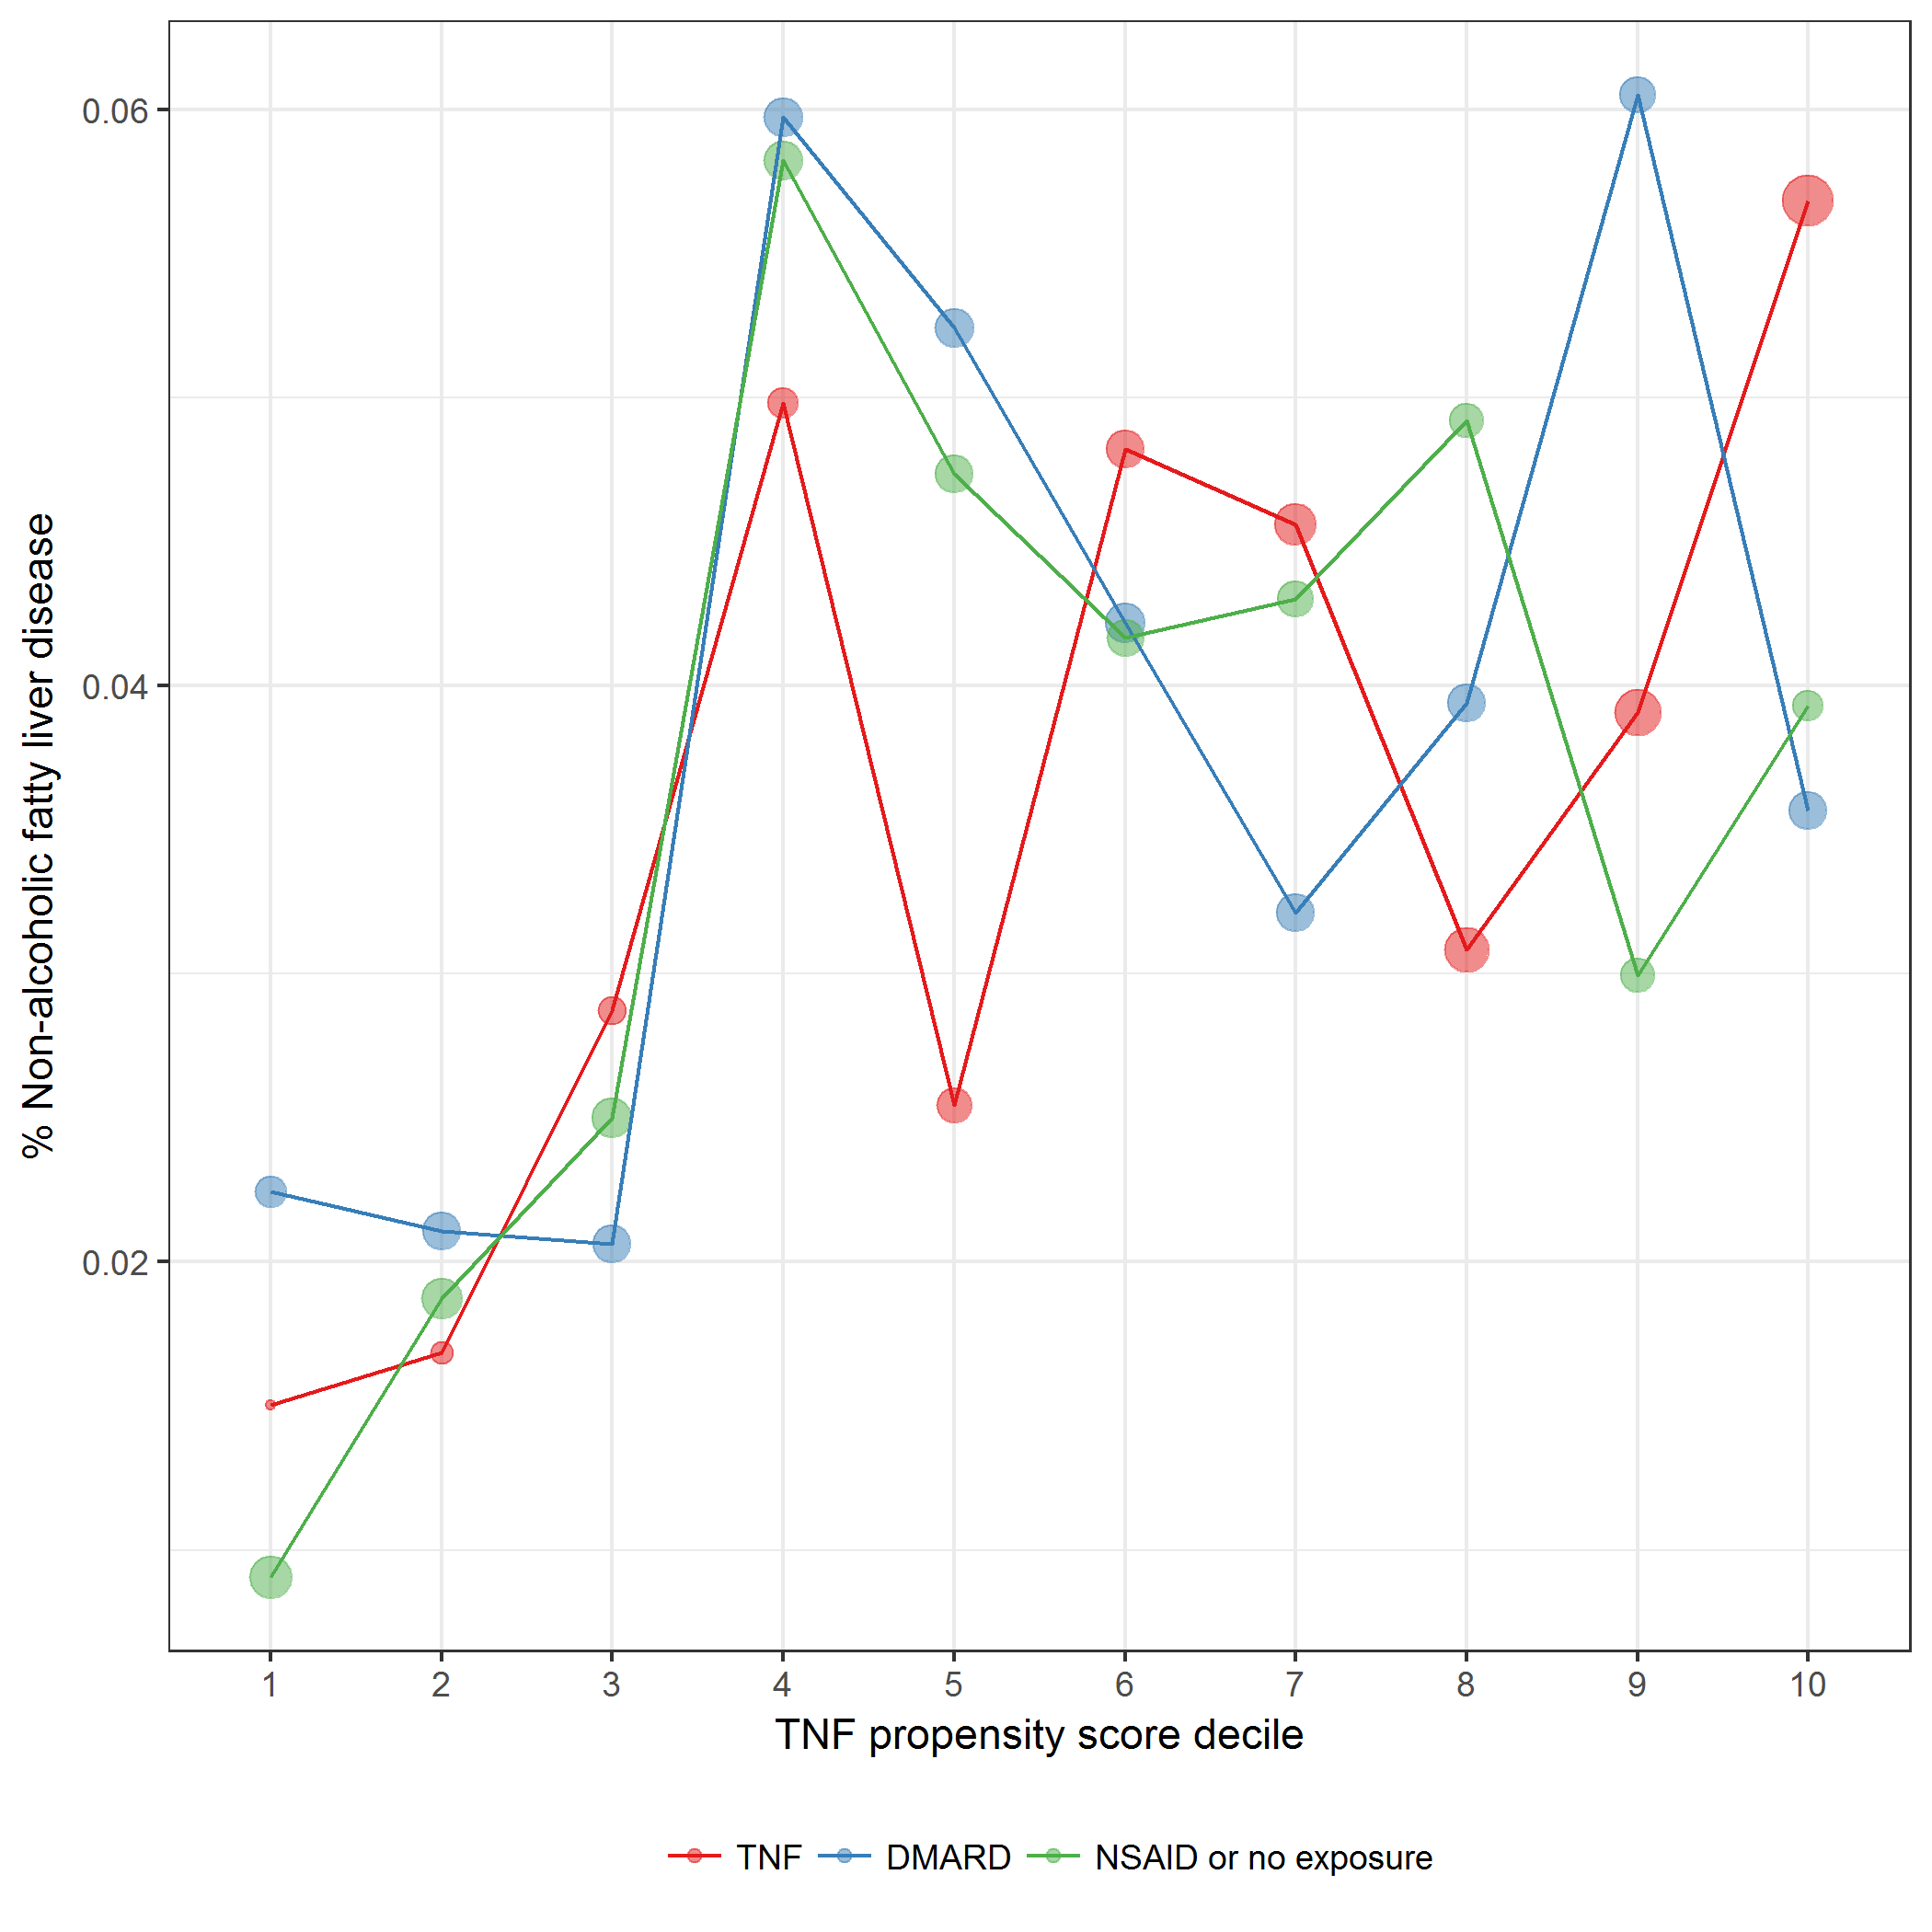 % Non-alcoholic fatty liver disease
0.06
0.04
0.02
1 2 3 4 5 6 7 8 9 10
TNF propensity score decile
TNF DMARD NSAID or no exposure